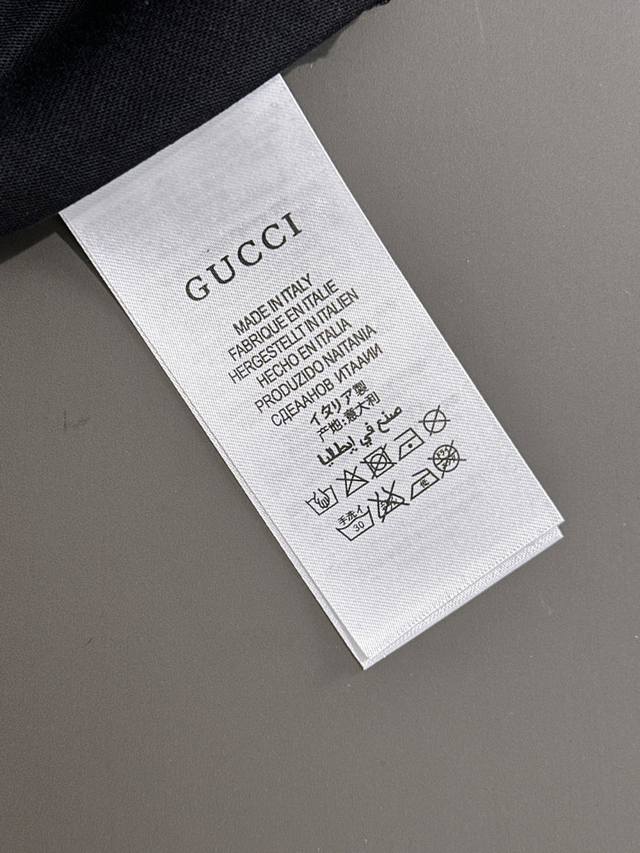 GUCCI
MADE IN ITALY
FABRIQUE EN ITALIE
HERGESTELLT IN ITALIEN
HECHO EN ITALIA
PRODUZIDO NAITANIA
СДЕААНОВ ИТААИИ
イタリア製
产地:意大利
صنع في إيطاليا
手洗イ
30